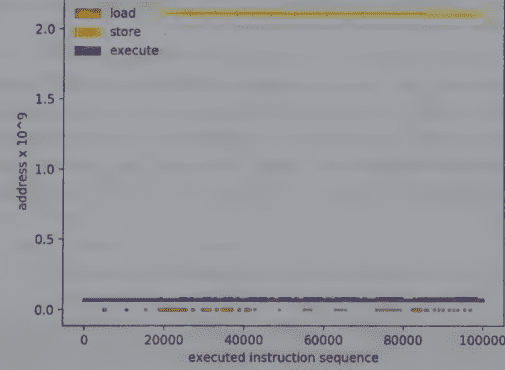 load
store
execute
2.0
1.5
1.0
0.5
0.0
address x 10^9
0 20000 40000 60000 80000 100000
executed instruction sequence